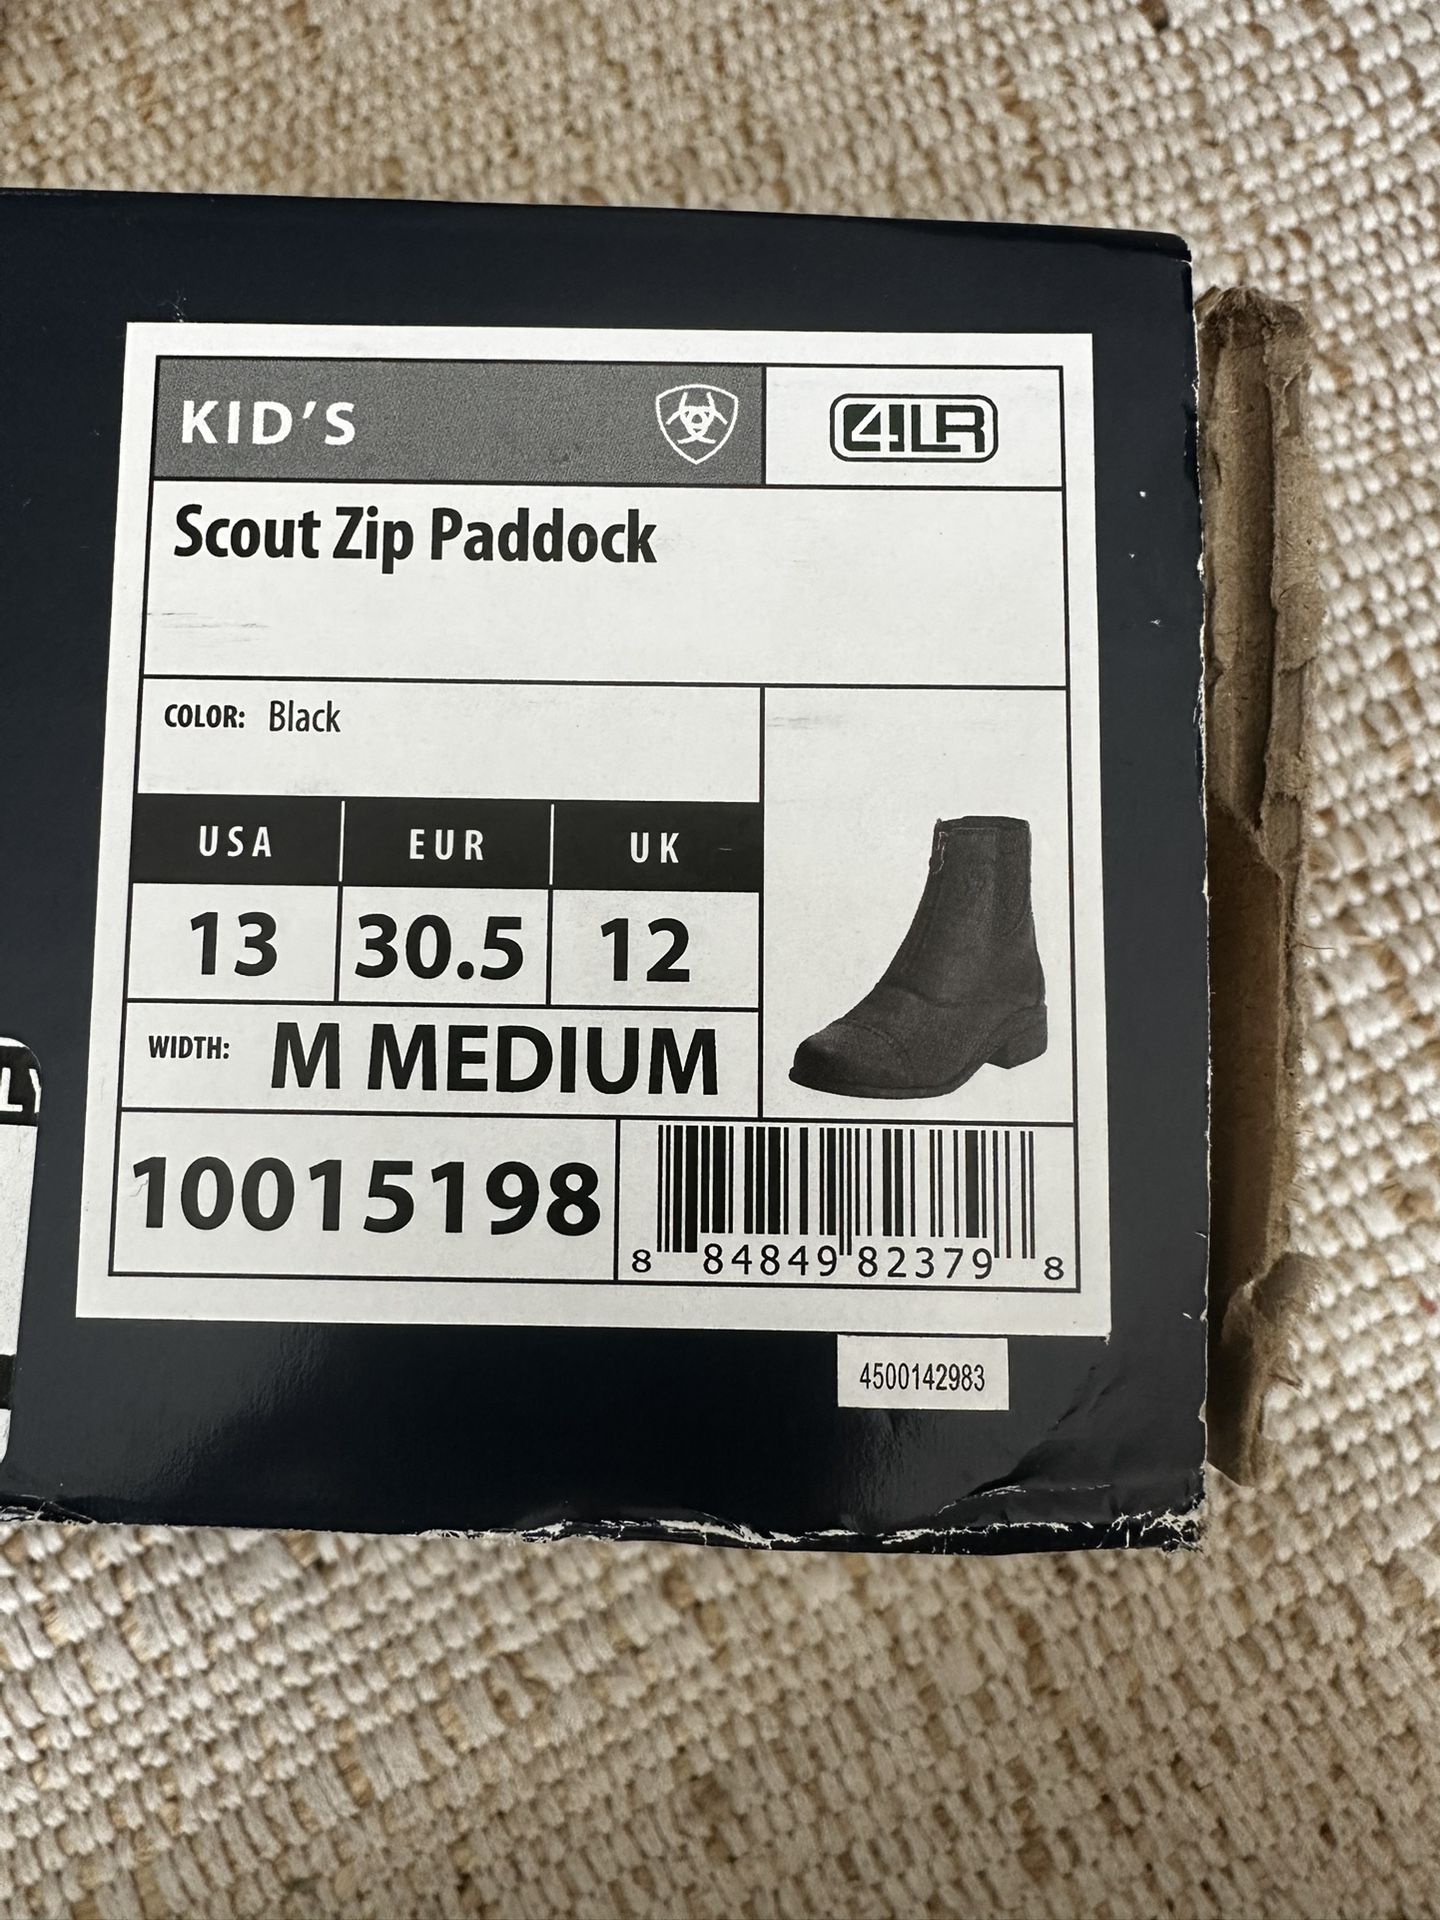 KID'S
4LR
Scout Zip Paddock
COLOR: Black
USA EUR UK
13 30.5 12
WIDTH: M MEDIUM
10015198
8 84849 82379 8
4500142983